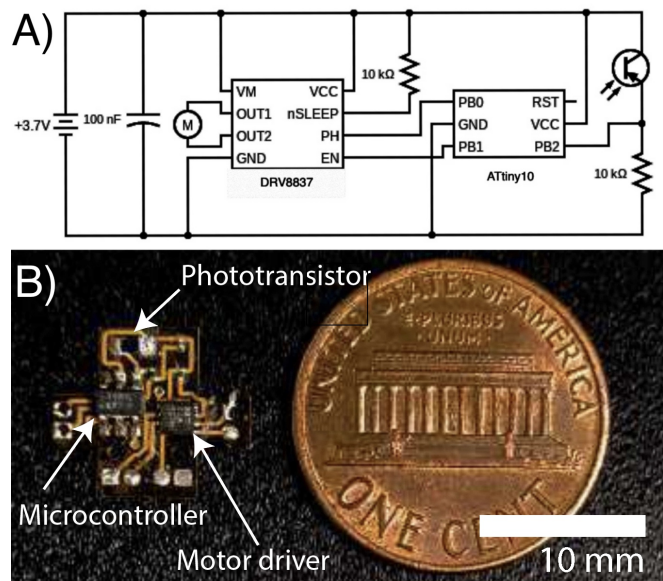 A)
+3.7V
100 nF
M
VM
OUT1
OUT2
GND
VCC
nSLEEP
PH
EN
DRV8837
10 kΩ
PB0
GND
PB1
RST
VCC
PB2
ATtiny10
10 kΩ
B)
Phototransistor
Microcontroller
Motor driver
UNITED STATES OF AMERICA
E·PLURIBUS
UNUM
ONE CENT
10 mm